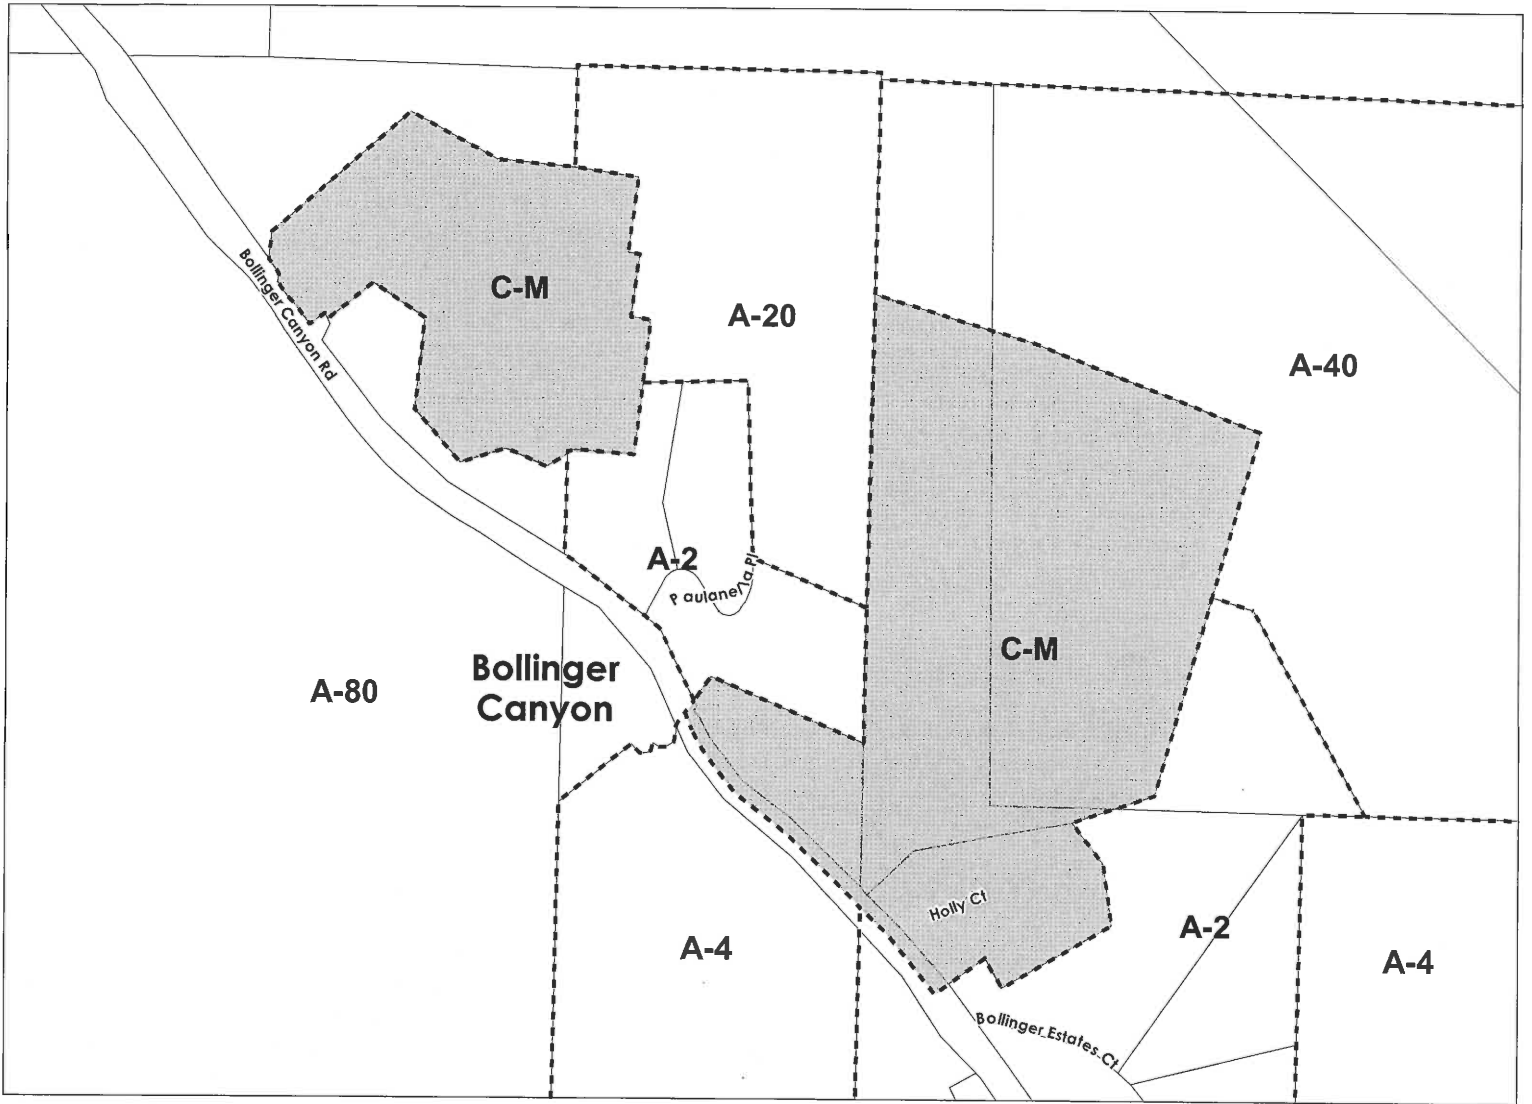 C-M
Bollinger Canyon Rd
A-20
A-40
A-2
Paulanella Pl
C-M
Bollinger
Canyon
A-80
Holly Ct
A-2
A-4
A-4
Bollinger Estates Ct